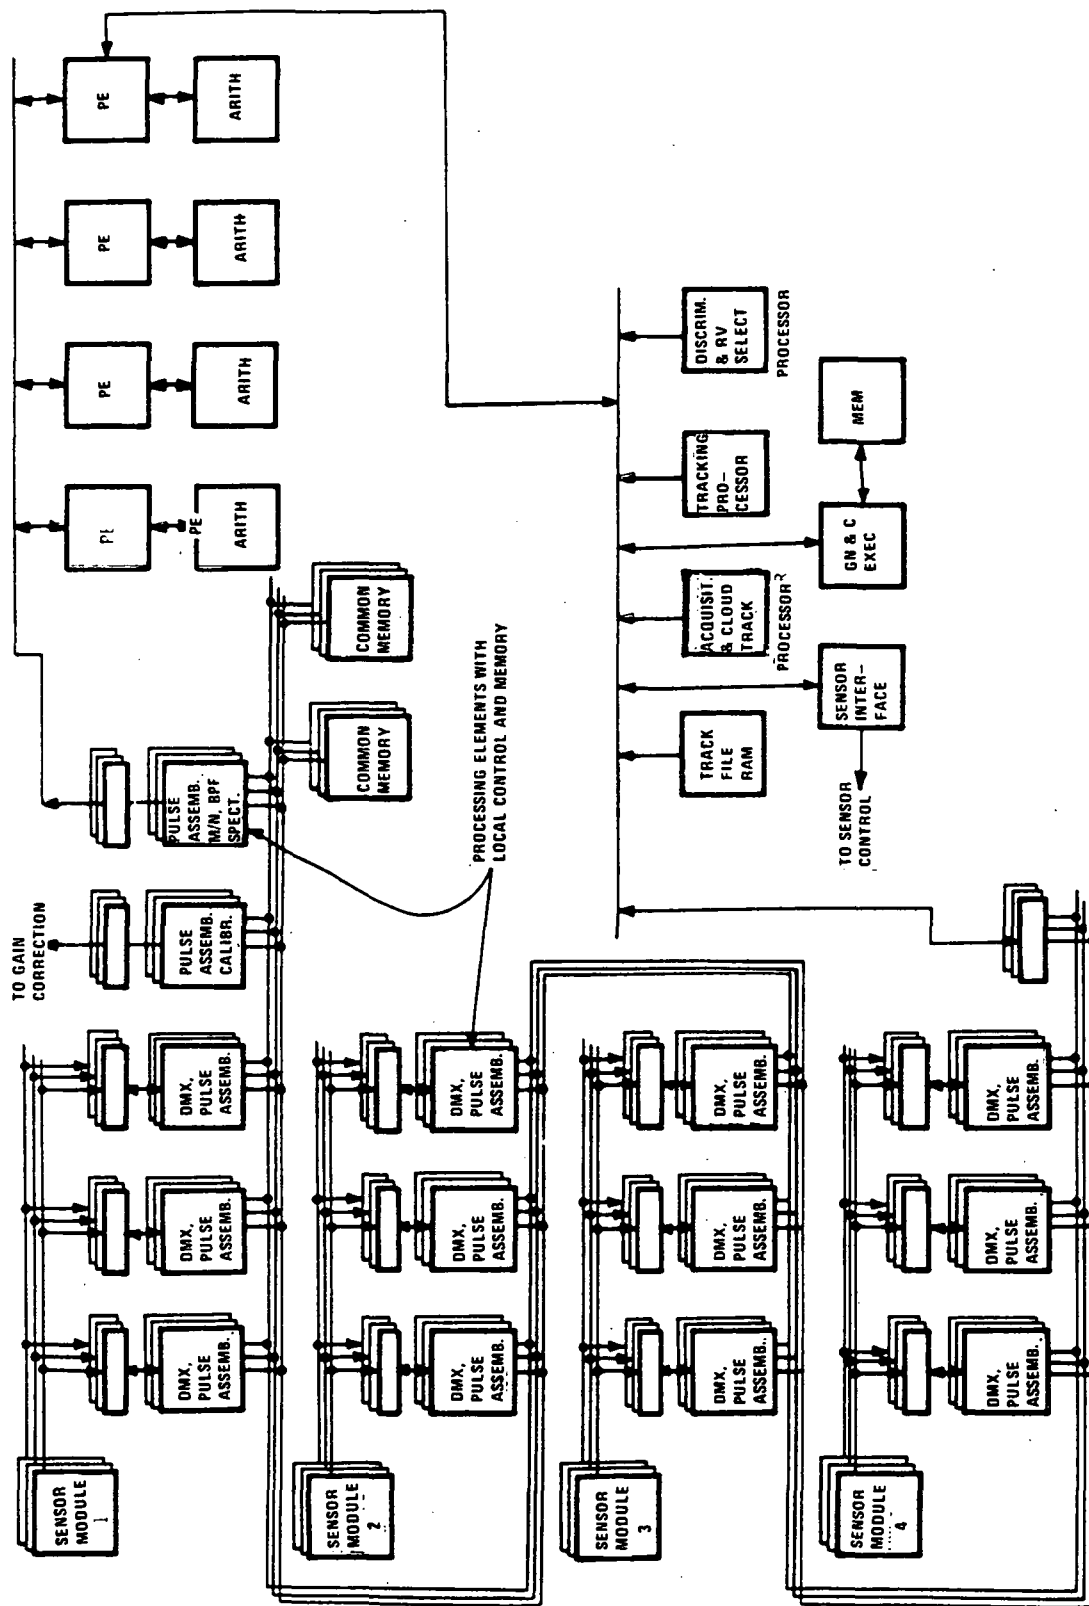 SENSOR
MODULE
1
DMX,
PULSE
ASSEMB.
DMX,
PULSE
ASSEMB.
DMX,
PULSE
ASSEMB.
TO GAIN
CORRECTION
PULSE
ASSEMB.
CALIBR.
PULSE
ASSEMB.
M/N, BPF
SPECT.
COMMON
MEMORY
COMMON
MEMORY
PE
PE
ARITH
PE
ARITH
PE
ARITH
PE
ARITH
SENSOR
MODULE
2
DMX,
PULSE
ASSEMB.
DMX,
PULSE
ASSEMB.
DMX,
PULSE
ASSEMB.
PROCESSING ELEMENTS WITH
LOCAL CONTROL AND MEMORY
SENSOR
MODULE
3
DMX,
PULSE
ASSEMB.
DMX,
PULSE
ASSEMB.
DMX,
PULSE
ASSEMB.
TRACK
FILE
RAM
ACQUISIT.
& CLOUD
TRACK
PROCESSOR
R
TRACKING
PRO-
CESSOR
DISCRIM.
& RV
SELECT
PROCESSOR
TO SENSOR
CONTROL
SENSOR
INTER-
FACE
GN & C
EXEC
MEM
SENSOR
MODULE
4
DMX,
PULSE
ASSEMB.
DMX,
PULSE
ASSEMB.
DMX,
PULSE
ASSEMB.